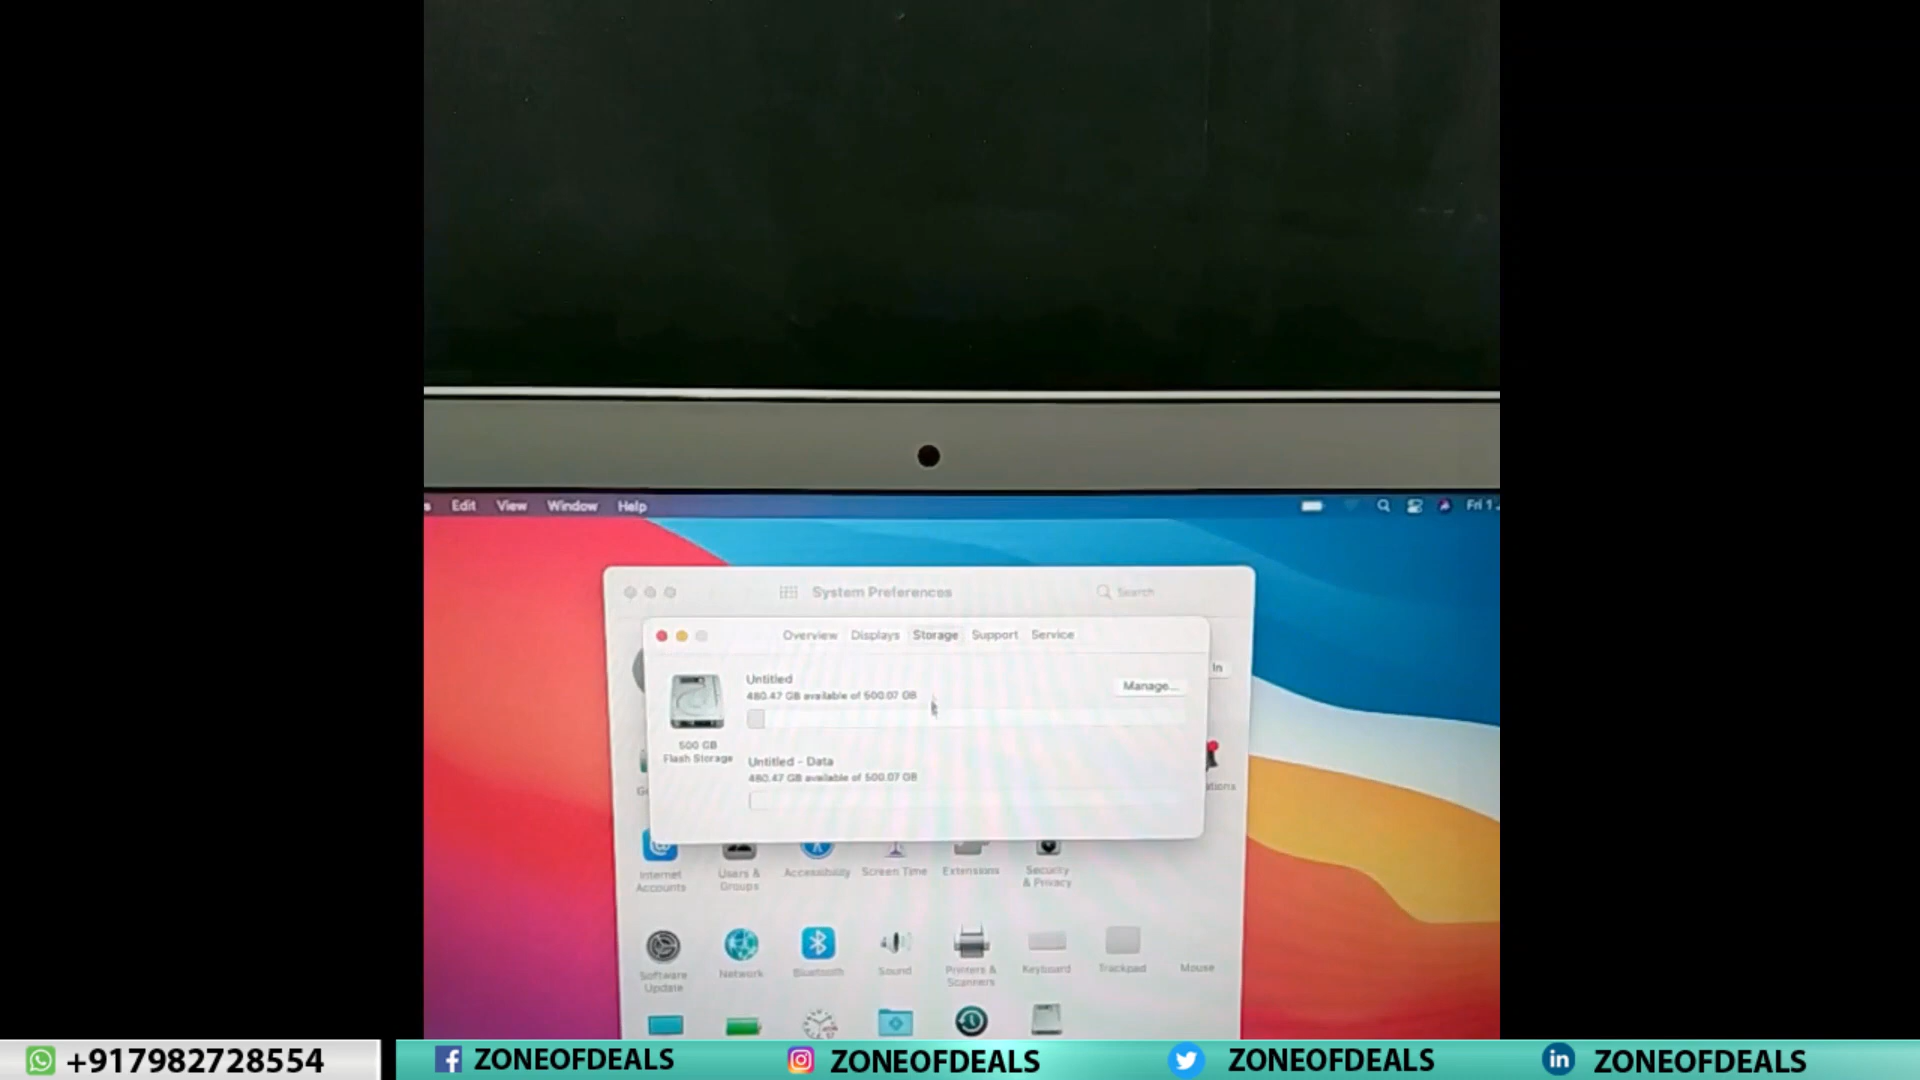 Edit View Window Help
Fri 1
System Preferences
Search
Overview Displays Storage Support Service
In
Untitled
480.47 GB available of 500.07 GB
Manage...
500 GB
Flash Storage
Untitled - Data
480.47 GB available of 500.07 GB
Internet
Accounts
Users &
Groups
Accessibility
Screen Time
Extensions
Security
& Privacy
Software
Update
Network
Bluetooth
Sound
Printers &
Scanners
Keyboard
Trackpad
Mouse
+917982728554
ZONEOFDEALS
ZONEOFDEALS
ZONEOFDEALS
ZONEOFDEALS